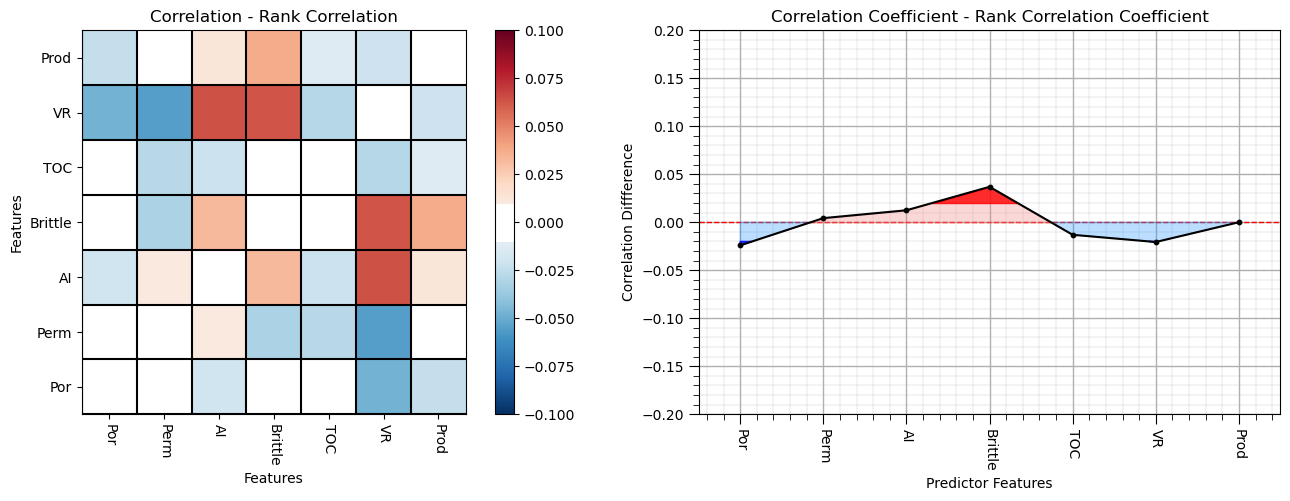 Correlation - Rank Correlation
Features
Prod
VR
TOC
Brittle
AI
Perm
Por
Por
Perm
AI
Brittle
TOC
VR
Prod
Features
0.100
0.075
0.050
0.025
0.000
−0.025
−0.050
−0.075
−0.100
Correlation Coefficient - Rank Correlation Coefficient
Correlation Diffference
0.20
0.15
0.10
0.05
0.00
−0.05
−0.10
−0.15
−0.20
Por
Perm
AI
Brittle
TOC
VR
Prod
Predictor Features